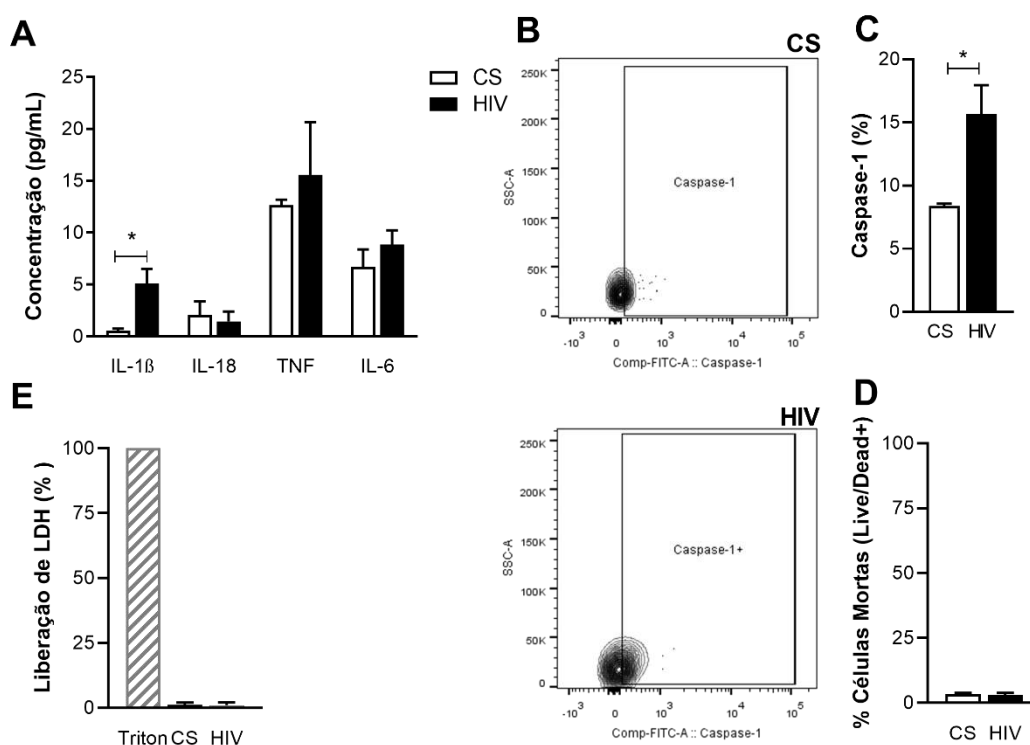 A
Concentração (pg/mL)
25
20
15
10
5
0
*
IL-1ß IL-18 TNF IL-6
CS
HIV
B
CS
250K
200K
150K
100K
50K
0
SSC-A
Caspase-1
-10³ 0 10³ 10⁴ 10⁵
Comp-FITC-A :: Caspase-1
HIV
250K
200K
150K
100K
50K
0
SSC-A
Caspase-1+
-10³ 0 10³ 10⁴ 10⁵
Comp-FITC-A :: Caspase-1
C
Caspase-1 (%)
20
15
10
5
0
*
CS HIV
D
% Células Mortas (Live/Dead+)
100
75
50
25
0
CS HIV
E
Liberação de LDH (% )
100
75
50
25
0
Triton CS HIV